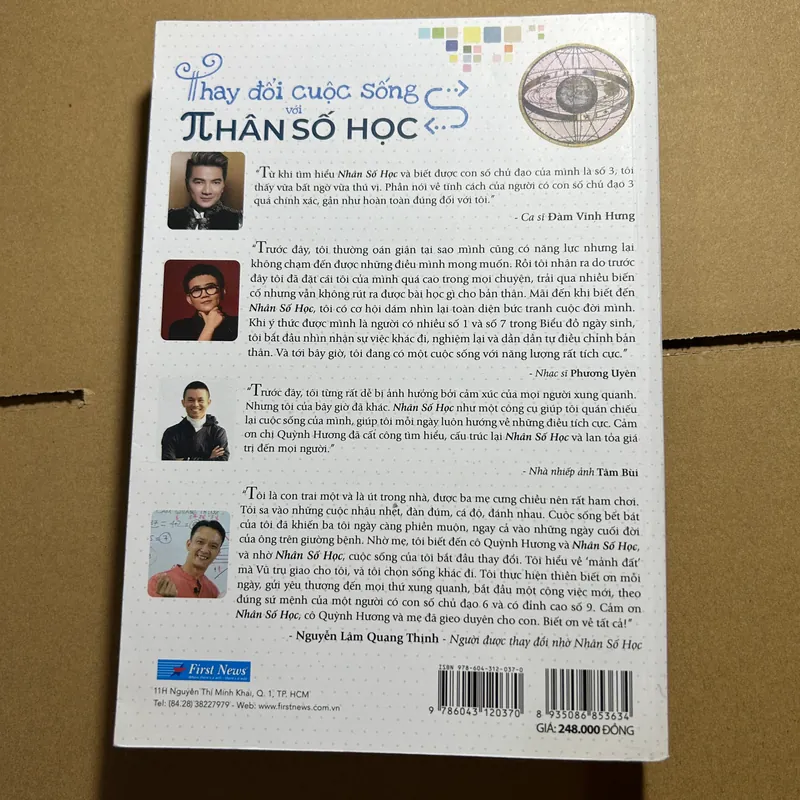 Thay đổi cuộc sống
với
NHÂN SỐ HỌC
"Từ khi tìm hiểu Nhân Số Học và biết được con số chủ đạo của mình là số 3, tôi
thấy vừa bất ngờ vừa thú vị. Phần nói về tính cách của người có con số chủ đạo 3
quá chính xác, gần như hoàn toàn đúng đối với tôi."
- Ca sĩ Đàm Vĩnh Hưng
"Trước đây, tôi thường oán giận tại sao mình cũng có năng lực nhưng lại
không chạm đến được những điều mình mong muốn. Rồi tôi nhận ra do trước
đây tôi đã đặt cái tôi của mình quá cao trong mọi chuyện, trải qua nhiều biến
cố nhưng vẫn không rút ra được bài học gì cho bản thân. Mãi đến khi biết đến
Nhân Số Học, tôi có cơ hội dám nhìn lại toàn diện bức tranh cuộc đời mình.
Khi ý thức được mình là người có nhiều số 1 và số 7 trong Biểu đồ ngày sinh,
tôi bắt đầu nhìn nhận sự việc khác đi, nghiệm lại và dần dần tự điều chỉnh bản
thân. Và tới bây giờ, tôi đang có một cuộc sống với năng lượng rất tích cực."
- Nhạc sĩ Phương Uyên
"Trước đây, tôi từng rất dễ bị ảnh hưởng bởi cảm xúc của mọi người xung quanh.
Nhưng tôi của bây giờ đã khác. Nhân Số Học như một công cụ giúp tôi quán chiếu
lại cuộc sống của mình, giúp tôi mỗi ngày luôn hướng về những điều tích cực. Cảm
ơn chị Quỳnh Hương đã cất công tìm hiểu, cấu trúc lại Nhân Số Học và lan tỏa giá
trị đến mọi người."
- Nhà nhiếp ảnh Tâm Bùi
"Tôi là con trai một và là út trong nhà, được ba mẹ cưng chiều nên rất ham chơi.
Tôi sa vào những cuộc nhậu nhẹt, đàn đúm, cá độ, đánh nhau. Cuộc sống bết bát
của tôi đã khiến ba tôi ngày càng phiền muộn, ngay cả vào những ngày cuối đời
của ông trên giường bệnh. Nhờ mẹ, tôi biết đến cô Quỳnh Hương và Nhân Số Học,
và nhờ Nhân Số Học, cuộc sống của tôi bắt đầu thay đổi. Tôi hiểu về 'mảnh đất'
mà Vũ trụ giao cho tôi, và tôi chọn sống khác đi. Tôi thực hiện thiền biết ơn mỗi
ngày, gửi yêu thương đến mọi thứ xung quanh, bắt đầu một công việc mới, theo
đúng sứ mệnh của một người có con số chủ đạo 6 và có đỉnh cao số 9. Cảm ơn
Nhân Số Học, cô Quỳnh Hương và mẹ đã gieo duyên cho con. Biết ơn về tất cả!"
- Nguyễn Lâm Quang Thịnh - Người được thay đổi nhờ Nhân Số Học
First News
11H Nguyễn Thị Minh Khai, Q. 1, TP. HCM
Tel: (84.28) 38227979 - Web: www.firstnews.com.vn
ISBN 978-604-312-037-0
9 786043 120370
8 935086 853634
GIÁ: 248.000 ĐỒNG